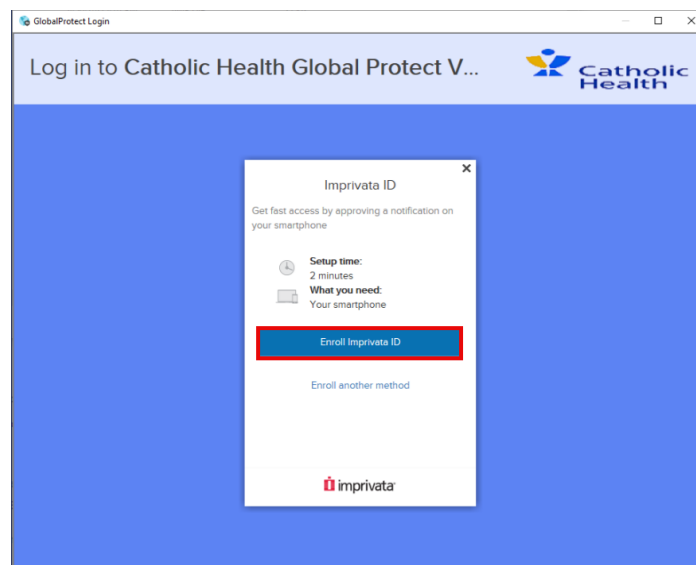 GlobalProtect Login
Log in to Catholic Health Global Protect V...
Catholic
Health
Imprivata ID
Get fast access by approving a notification on
your smartphone
Setup time:
2 minutes
What you need:
Your smartphone
Enroll Imprivata ID
Enroll another method
imprivata